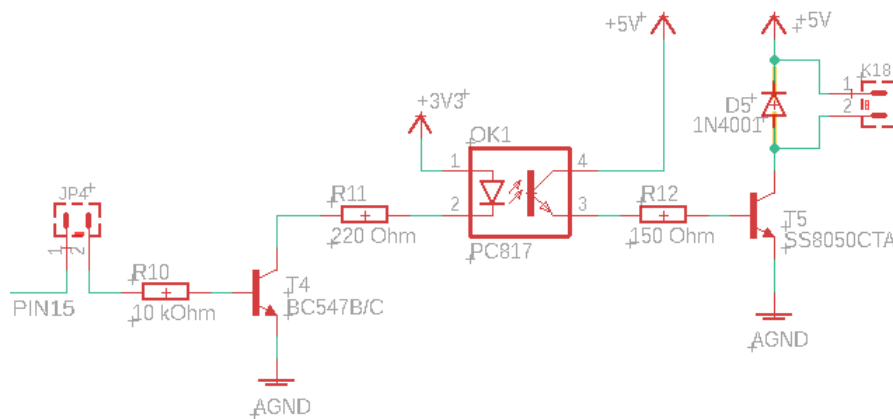 +5V
+5V
K18
1
2
D5
1N4001
+3V3
OK1
1
4
JP4
R11
2
3
R12
220 Ohm
PC817
150 Ohm
T5
SS8050CTA
1
2
R10
T4
PIN15
10 kOhm
BC547B/C
AGND
AGND